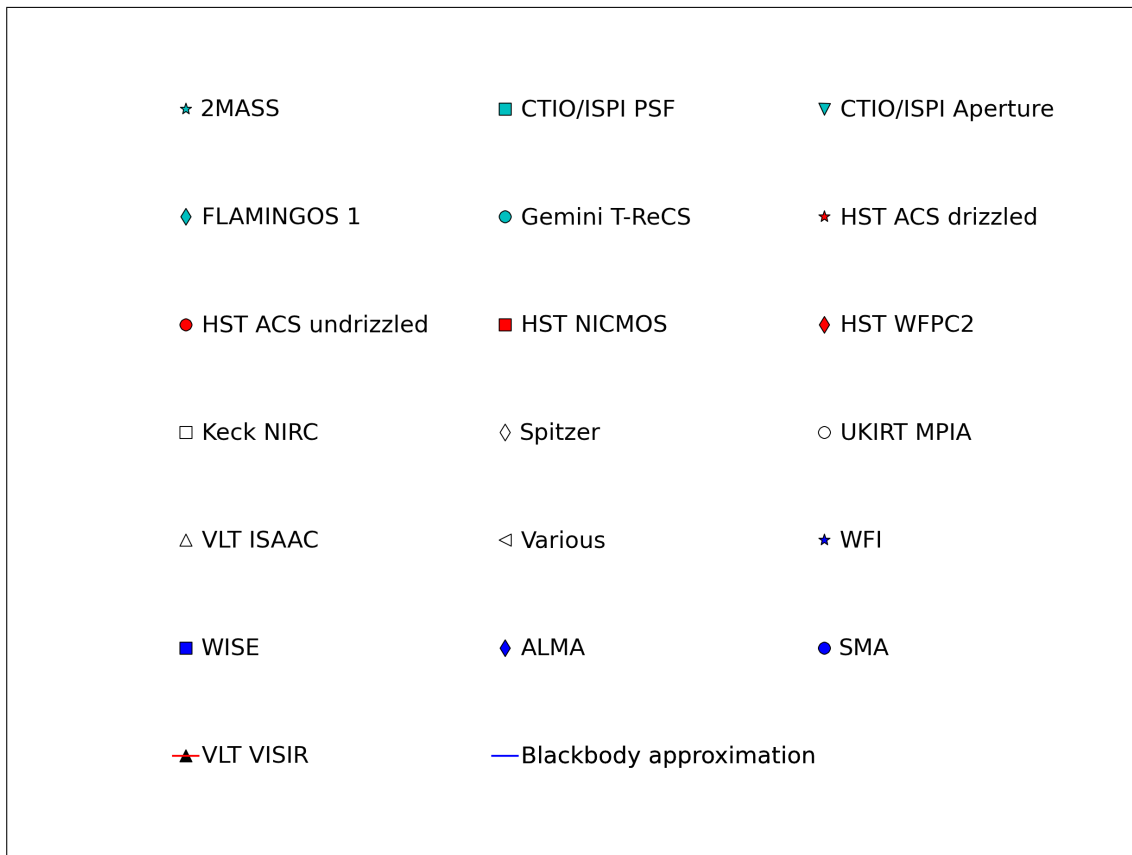 2MASS CTIO/ISPI PSF CTIO/ISPI Aperture
FLAMINGOS 1 Gemini T-ReCS HST ACS drizzled
HST ACS undrizzled HST NICMOS HST WFPC2
Keck NIRC Spitzer UKIRT MPIA
VLT ISAAC Various WFI
WISE ALMA SMA
VLT VISIR Blackbody approximation